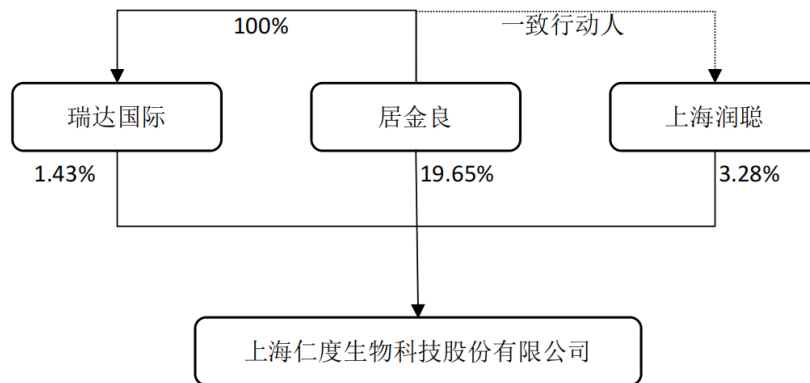 100%
一致行动人
瑞达国际
居金良
上海润聪
1.43%
19.65%
3.28%
上海仁度生物科技股份有限公司